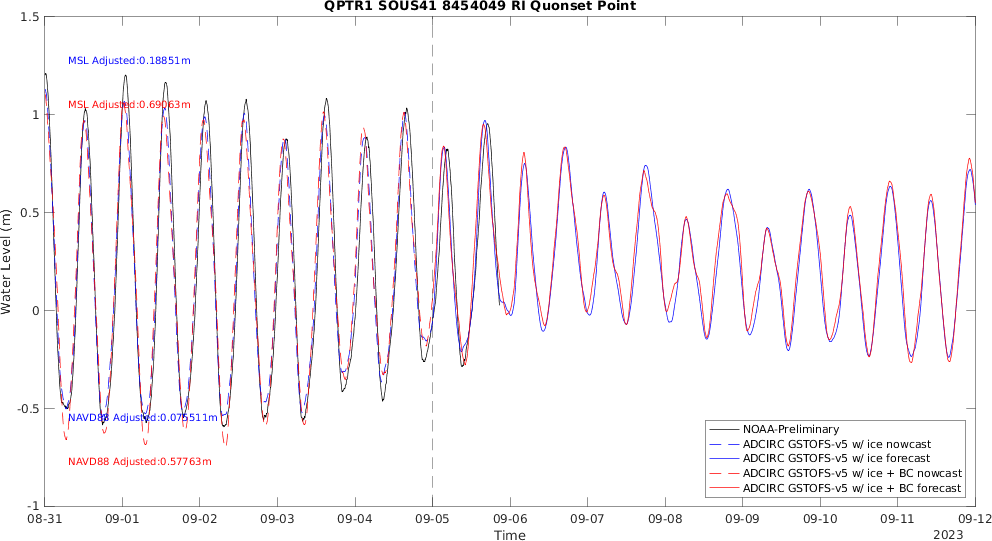 QPTR1 SOUS41 8454049 RI Quonset Point
1.5
1
0.5
0
-0.5
-1
Water Level (m)
MSL Adjusted:0.18851m
MSL Adjusted:0.69063m
NAVD88 Adjusted:0.075511m
NAVD88 Adjusted:0.57763m
NOAA-Preliminary
ADCIRC GSTOFS-v5 w/ ice nowcast
ADCIRC GSTOFS-v5 w/ ice forecast
ADCIRC GSTOFS-v5 w/ ice + BC nowcast
ADCIRC GSTOFS-v5 w/ ice + BC forecast
08-31 09-01 09-02 09-03 09-04 09-05 09-06 09-07 09-08 09-09 09-10 09-11 09-12
Time
2023